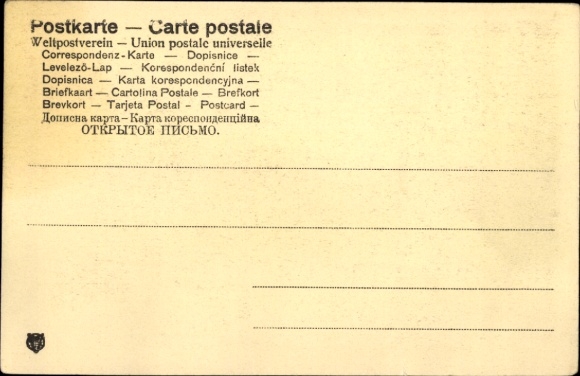 Postkarte — Carte postale
Weltpostverein — Union postale universelle
Correspondenz-Karte — Dopisnice —
Levelező-Lap — Korespondenční listek
Dopisnica — Karta korespondencyjna —
Briefkaart — Cartolina Postale — Brefkort
Brevkort — Tarjeta Postal – Postcard —
Дописна карта — Карта кореспонденційна
ОТКРЫТОЕ ПИСЬМО.